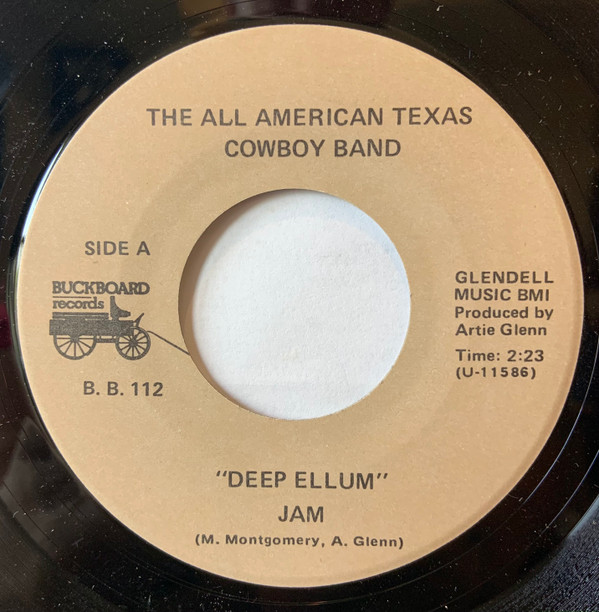 THE ALL AMERICAN TEXAS
COWBOY BAND
SIDE A
BUCKBOARD
records
B. B. 112
GLENDELL
MUSIC BMI
Produced by
Artie Glenn
Time: 2:23
(U-11586)
"DEEP ELLUM"
JAM
(M. Montgomery, A. Glenn)